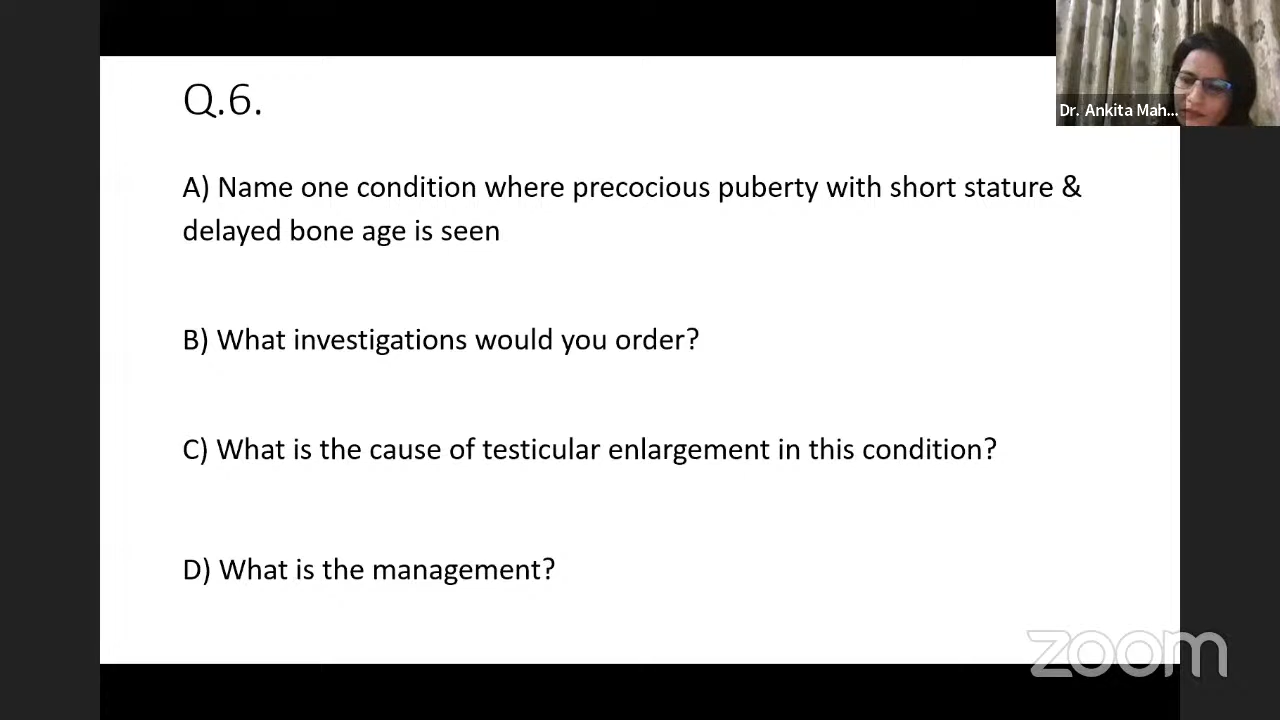 Q.6.
Dr. Ankita Mah...
A) Name one condition where precocious puberty with short stature &
delayed bone age is seen
B) What investigations would you order?
C) What is the cause of testicular enlargement in this condition?
D) What is the management?
zoom